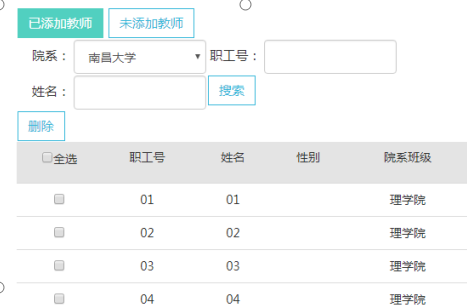 已添加教师 未添加教师
院系： 南昌大学 职工号：
姓名： 搜索
删除
全选 职工号 姓名 性别 院系班级
01 01 理学院
02 02 理学院
03 03 理学院
04 04 理学院